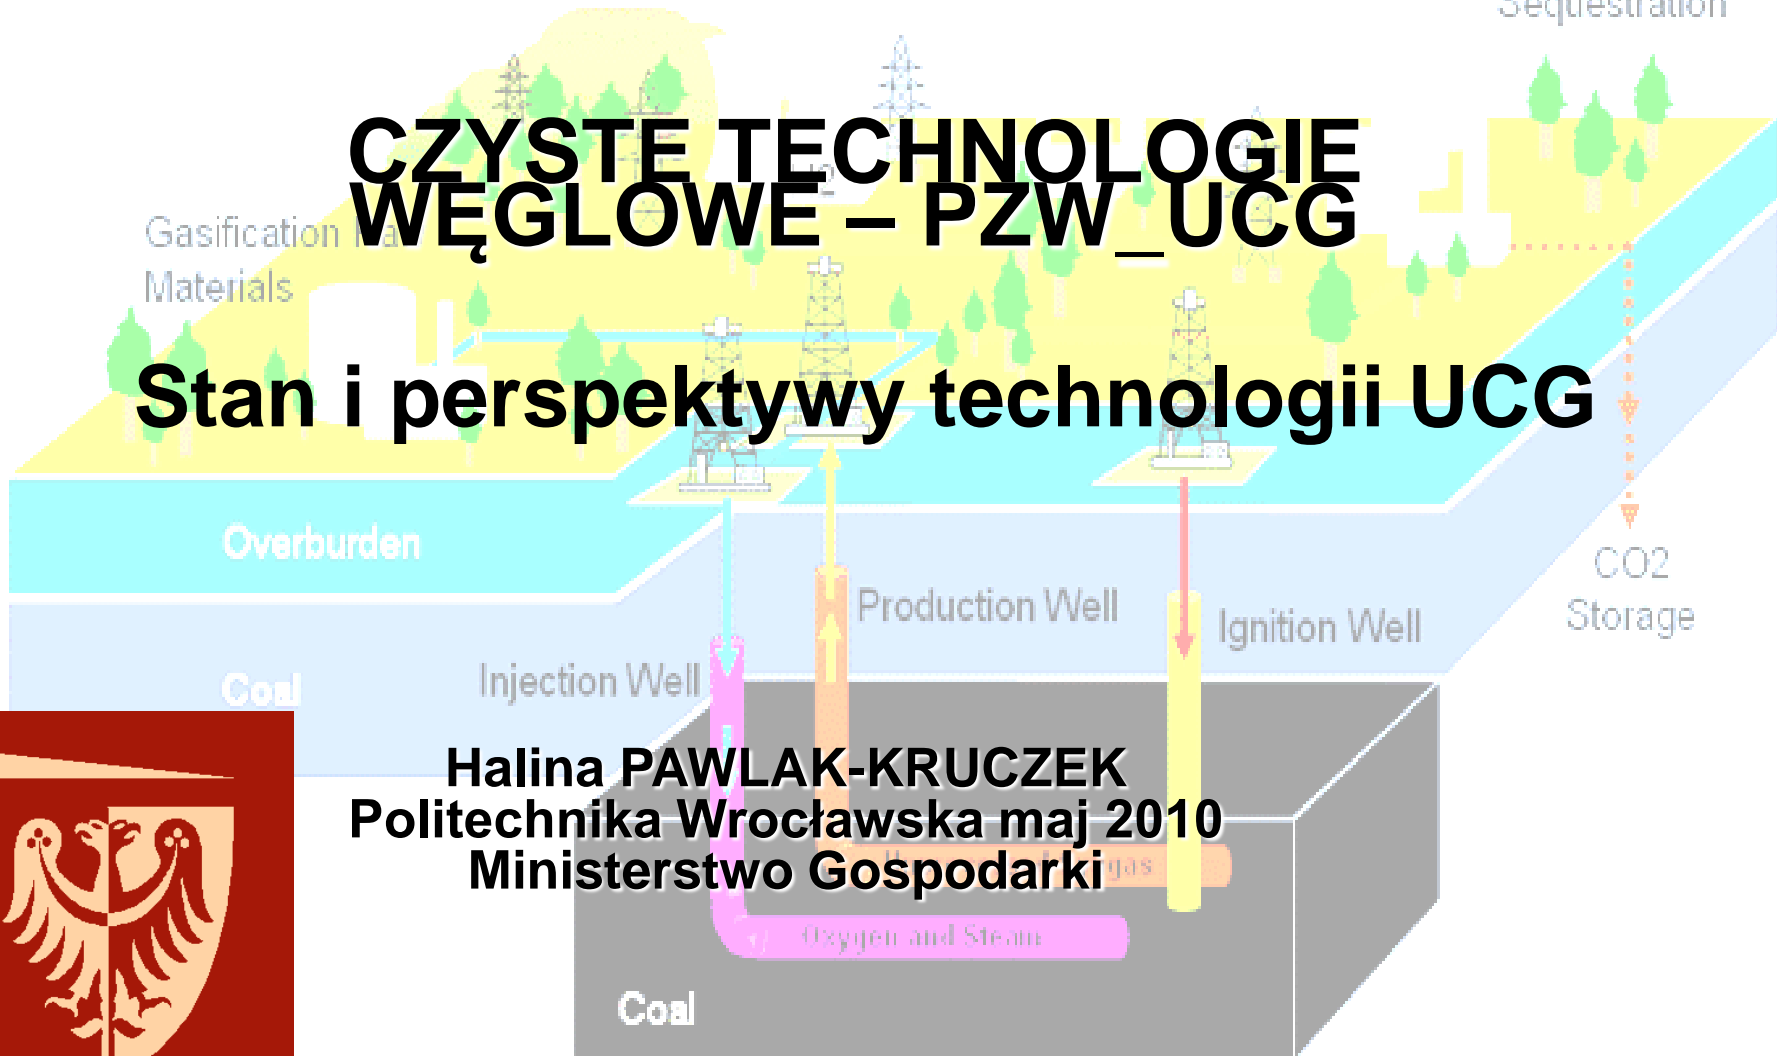 Sequestration
CZYSTE TECHNOLOGIE
WĘGLOWE – PZW_UCG
Gasification
Materials
Stan i perspektywy technologii UCG
Overburden
CO2
Storage
Production Well
Ignition Well
Injection Well
Coal
Halina PAWLAK-KRUCZEK
Politechnika Wrocławska maj 2010
Ministerstwo Gospodarki
gas
Oxygen and Steam
Coal